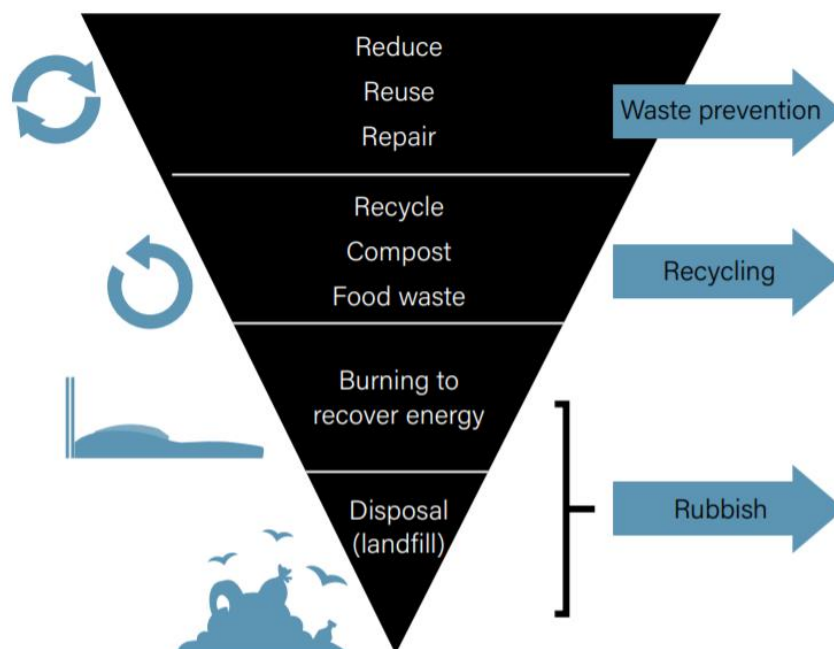 Reduce
Reuse
Repair
Waste prevention
Recycle
Compost
Food waste
Recycling
Burning to
recover energy
Disposal
(landfill)
Rubbish